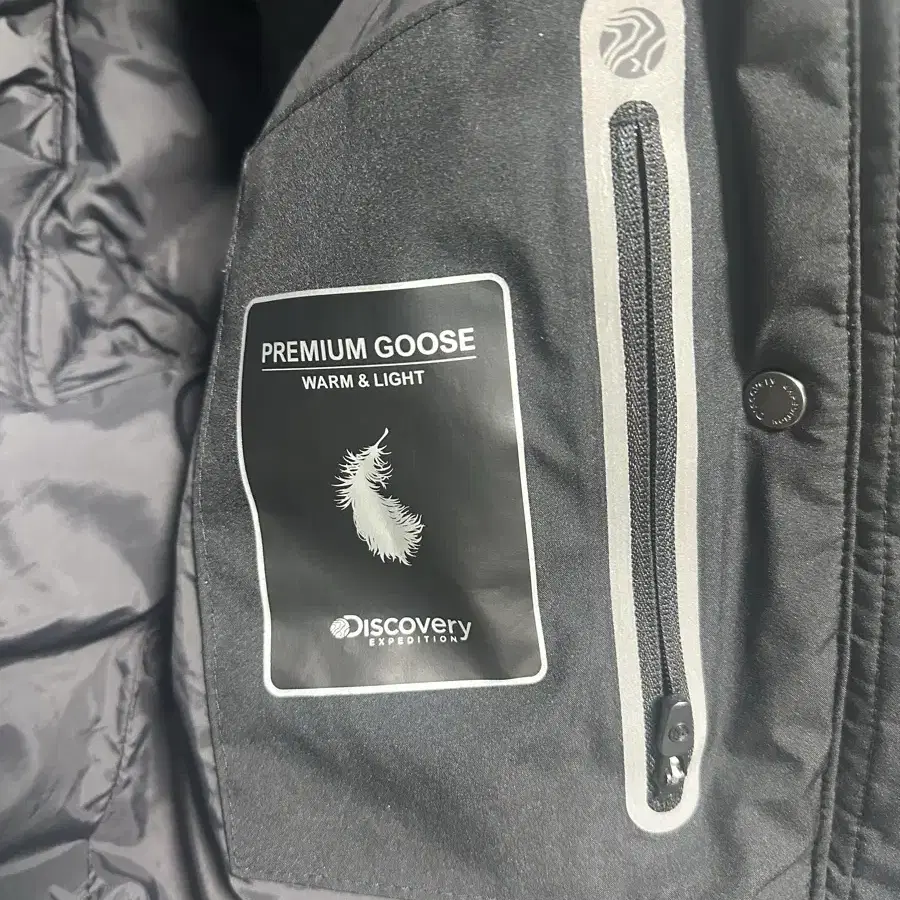 PREMIUM GOOSE
WARM & LIGHT
Discovery
EXPEDITION